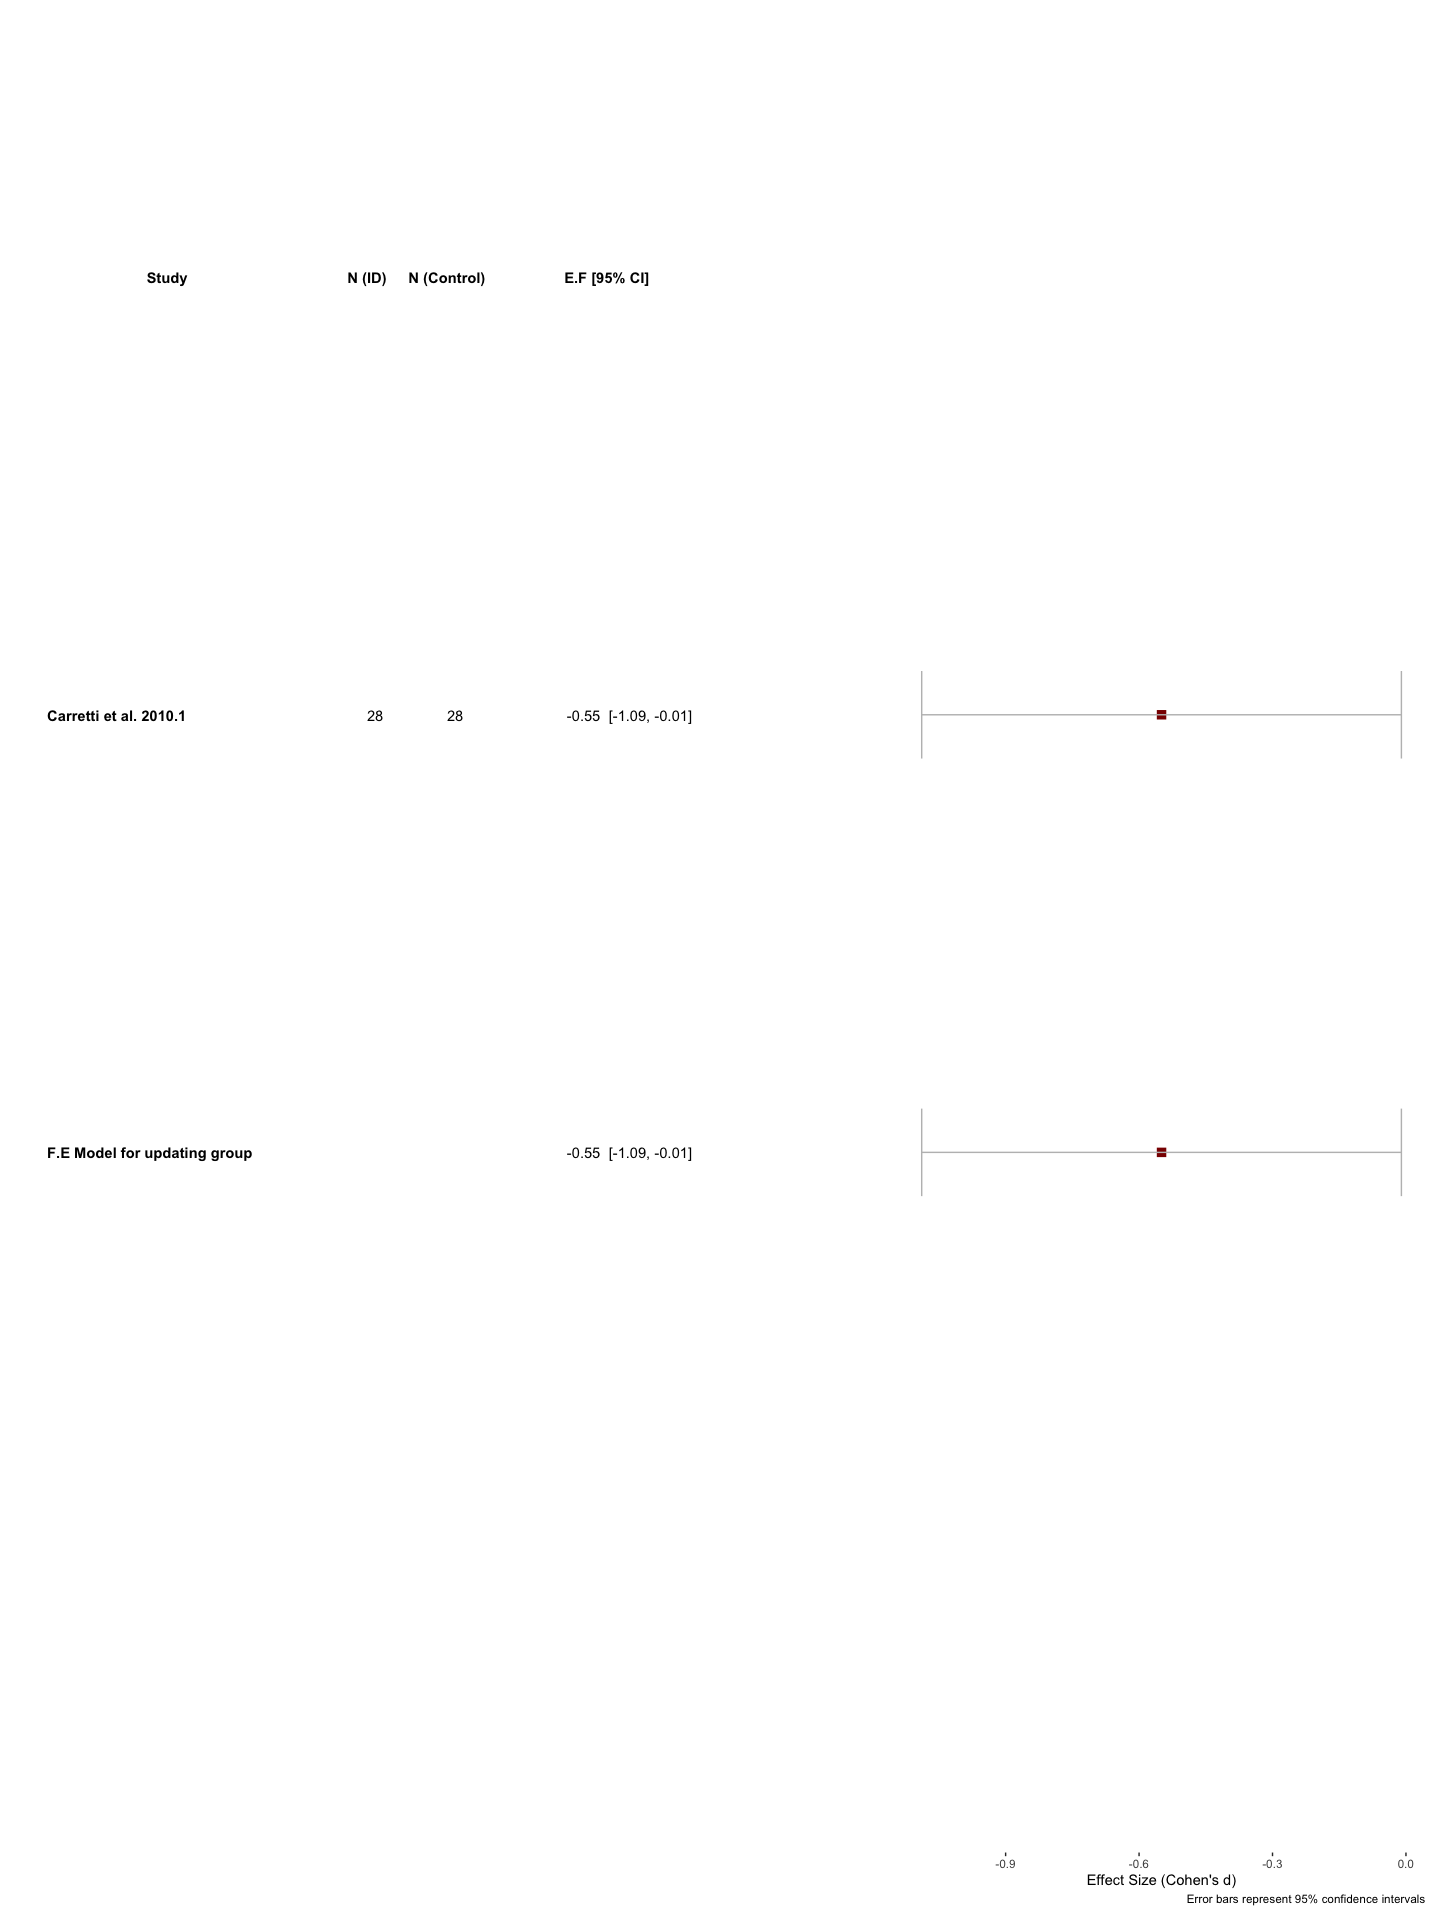 Study N (ID) N (Control) E.F [95% CI]
Carretti et al. 2010.1 28 28 -0.55 [-1.09, -0.01]
F.E Model for updating group -0.55 [-1.09, -0.01]
-0.9 -0.6 -0.3 0.0
Effect Size (Cohen's d)
Error bars represent 95% confidence intervals